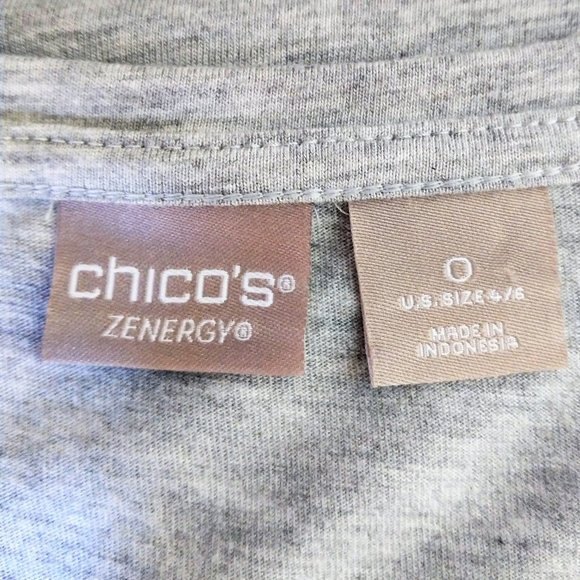 chico's®
ZENERGY®
0
U.S. SIZE 4/6
MADE IN
INDONESIA